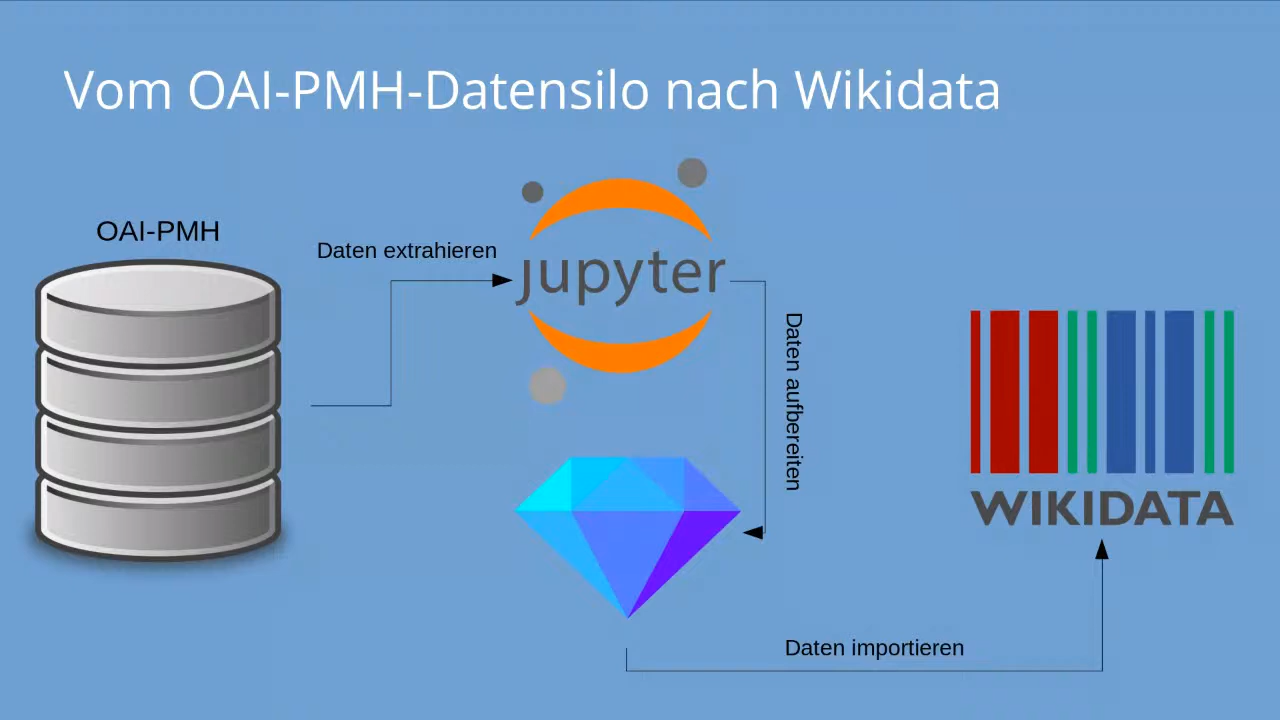 Vom OAI-PMH-Datensilo nach Wikidata
OAI-PMH
Daten extrahieren
jupyter
Daten aufbereiten
WIKIDATA
Daten importieren